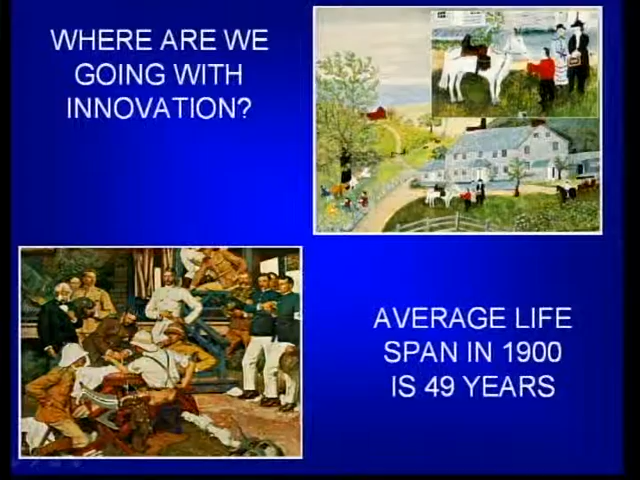 WHERE ARE WE
GOING WITH
INNOVATION?
AVERAGE LIFE
SPAN IN 1900
IS 49 YEARS